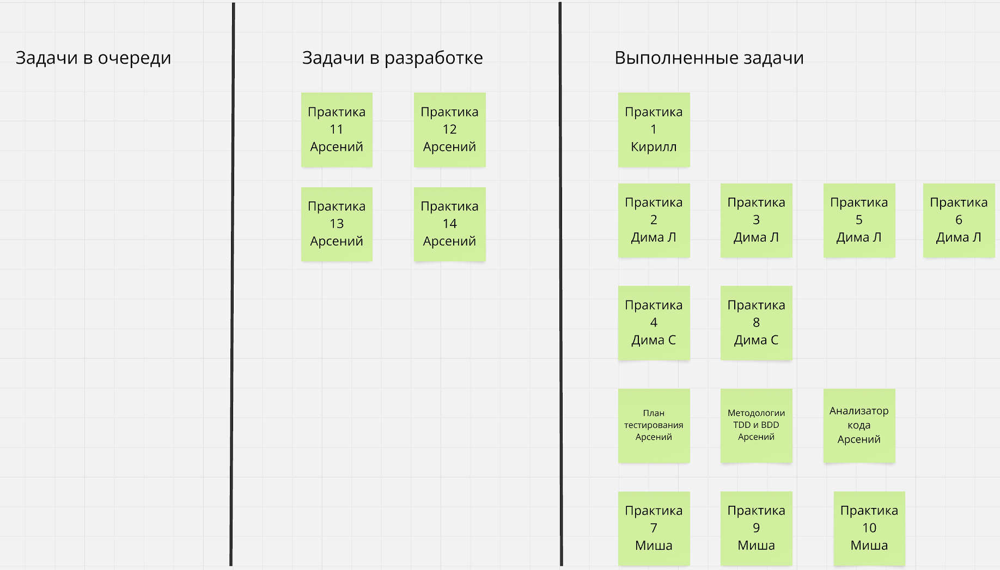 Задачи в очереди
Задачи в разработке
Выполненные задачи
Практика
11
Арсений
Практика
12
Арсений
Практика
13
Арсений
Практика
14
Арсений
Практика
1
Кирилл
Практика
2
Дима Л
Практика
3
Дима Л
Практика
5
Дима Л
Практика
6
Дима Л
Практика
4
Дима С
Практика
8
Дима С
План
тестирования
Арсений
Методологии
TDD и BDD
Арсений
Анализатор
кода
Арсений
Практика
7
Миша
Практика
9
Миша
Практика
10
Миша